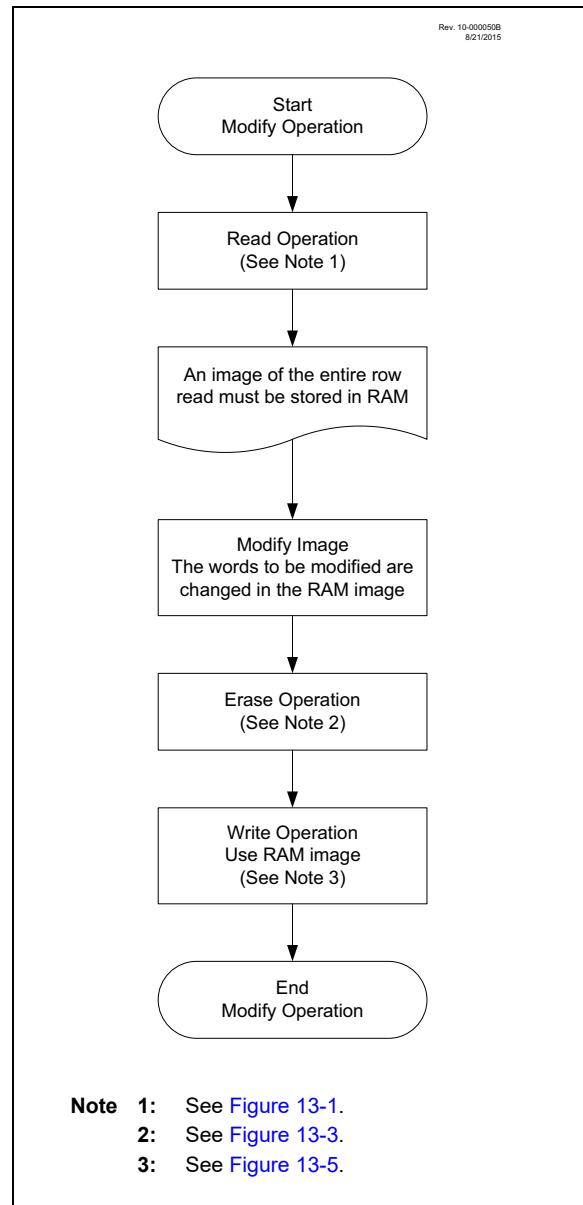 Rev. 10-000050B
8/21/2015
Start
Modify Operation
Read Operation
(See Note 1)
An image of the entire row
read must be stored in RAM
Modify Image
The words to be modified are
changed in the RAM image
Erase Operation
(See Note 2)
Write Operation
Use RAM image
(See Note 3)
End
Modify Operation
Note 1: See Figure 13-1.
2: See Figure 13-3.
3: See Figure 13-5.